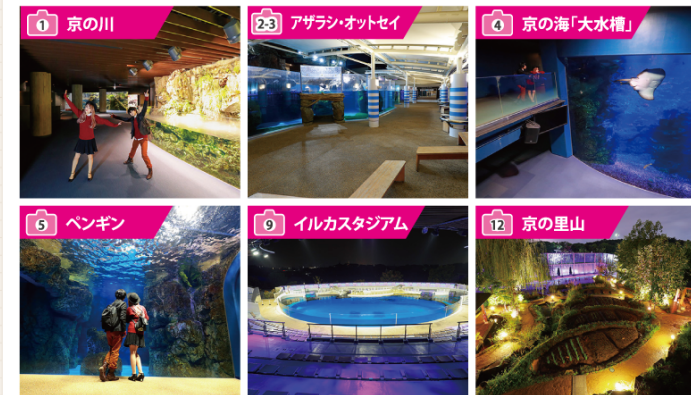 1 京の川
2-3 アザラシ・オットセイ
4 京の海「大水槽」
5 ペンギン
9 イルカスタジアム
12 京の里山